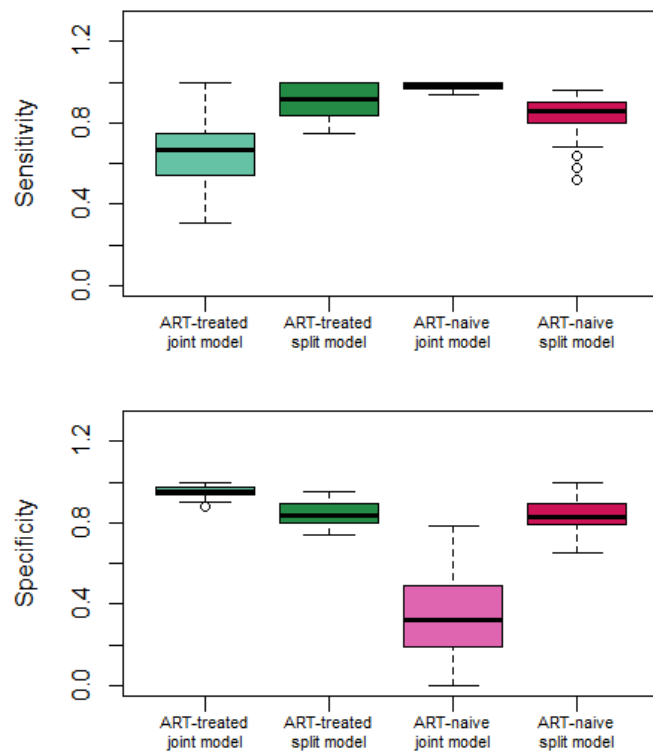 Sensitivity
1.2
0.8
0.4
0.0
ART-treated joint model
ART-treated split model
ART-naive joint model
ART-naive split model
Specificity
1.2
0.8
0.4
0.0
ART-treated joint model
ART-treated split model
ART-naive joint model
ART-naive split model